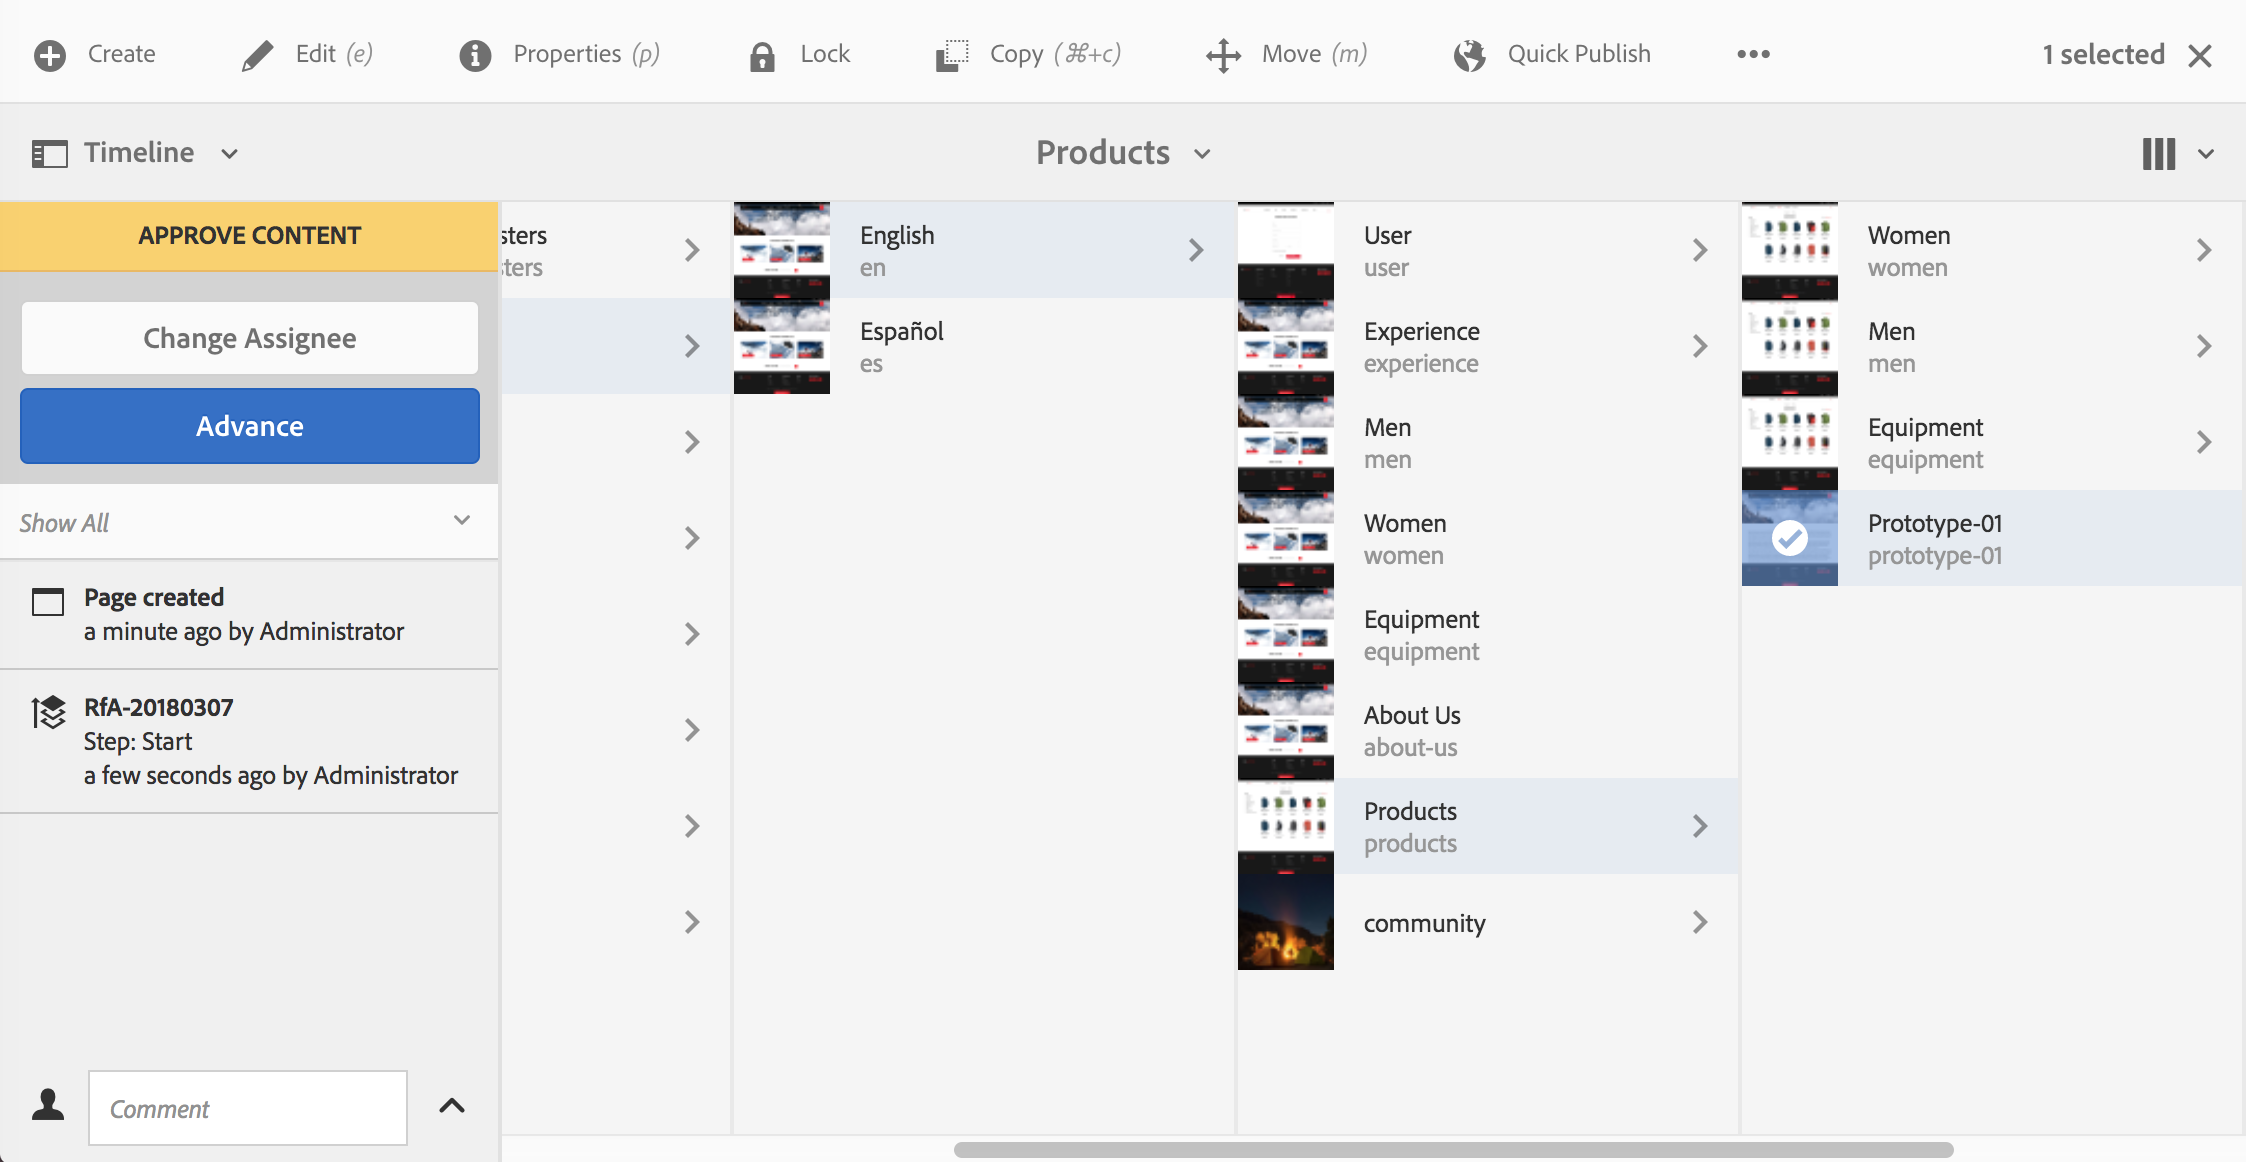 Create
Edit (e)
Properties (p)
Lock
Copy (⌘+c)
Move (m)
Quick Publish
1 selected
Timeline
Products
APPROVE CONTENT
Change Assignee
Advance
Show All
Page created
a minute ago by Administrator
RfA-20180307
Step: Start
a few seconds ago by Administrator
Comment
sters
sters
English
en
Español
es
User
user
Experience
experience
Men
men
Women
women
Equipment
equipment
About Us
about-us
Products
products
community
Women
women
Men
men
Equipment
equipment
Prototype-01
prototype-01